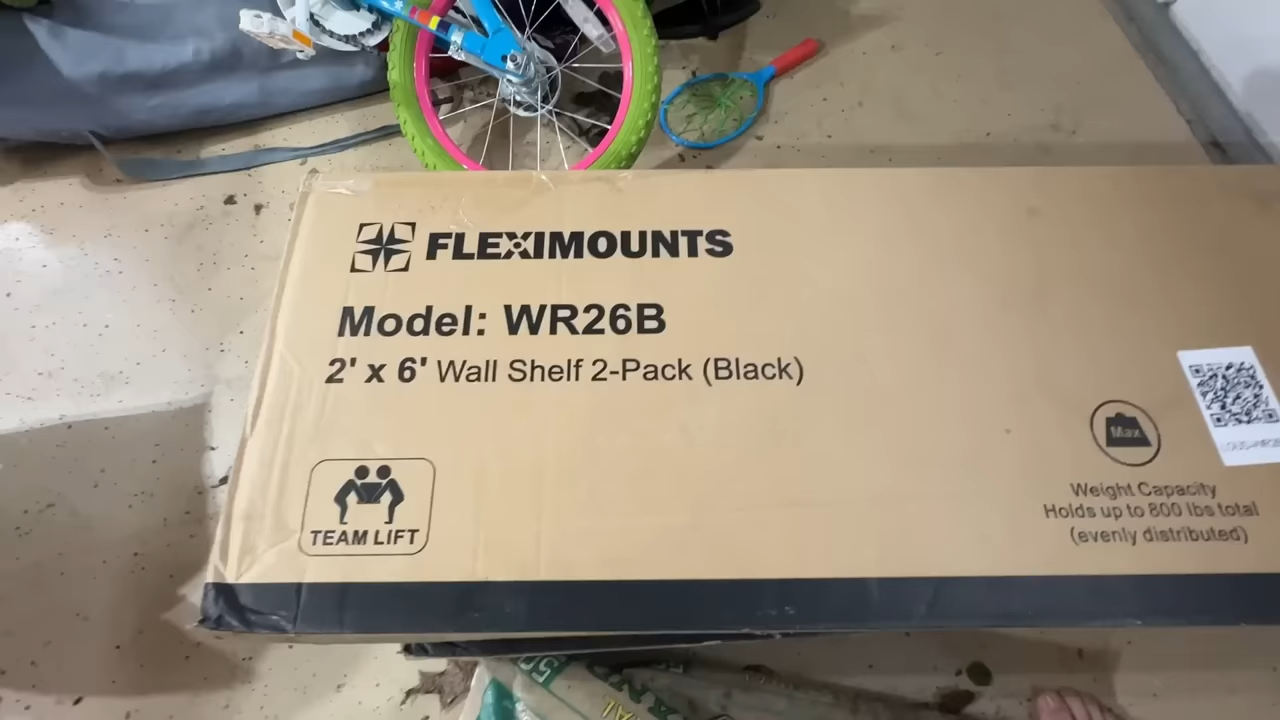 FLEXIMOUNTS
Model: WR26B
2' x 6' Wall Shelf 2-Pack (Black)
Max
TEAM LIFT
Weight Capacity
Holds up to 800 lbs total
(evenly distributed)
50